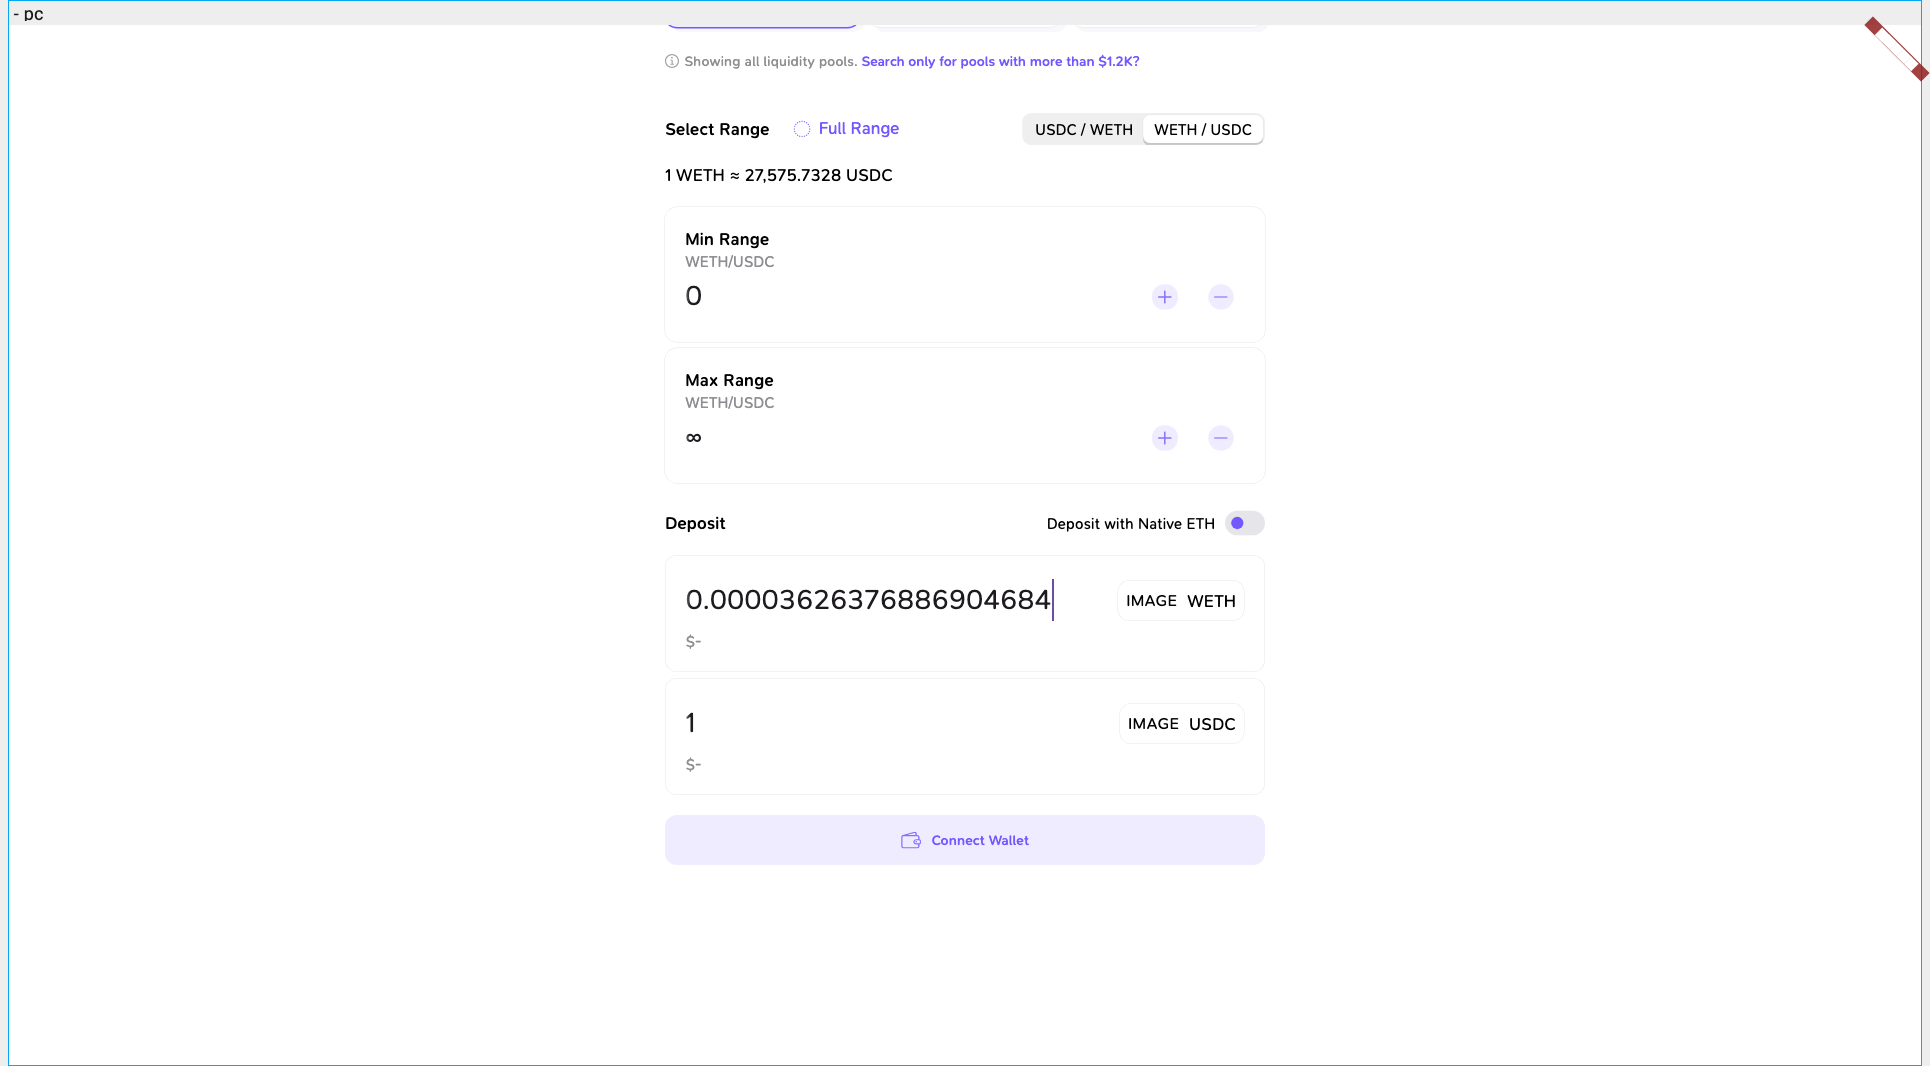 - pc
Showing all liquidity pools. Search only for pools with more than $1.2K?
Select Range Full Range USDC / WETH WETH / USDC
1 WETH ≈ 27,575.7328 USDC
Min Range
WETH/USDC
0
Max Range
WETH/USDC
∞
Deposit Deposit with Native ETH
0.00003626376886904684 IMAGE WETH
$-
1 IMAGE USDC
$-
Connect Wallet